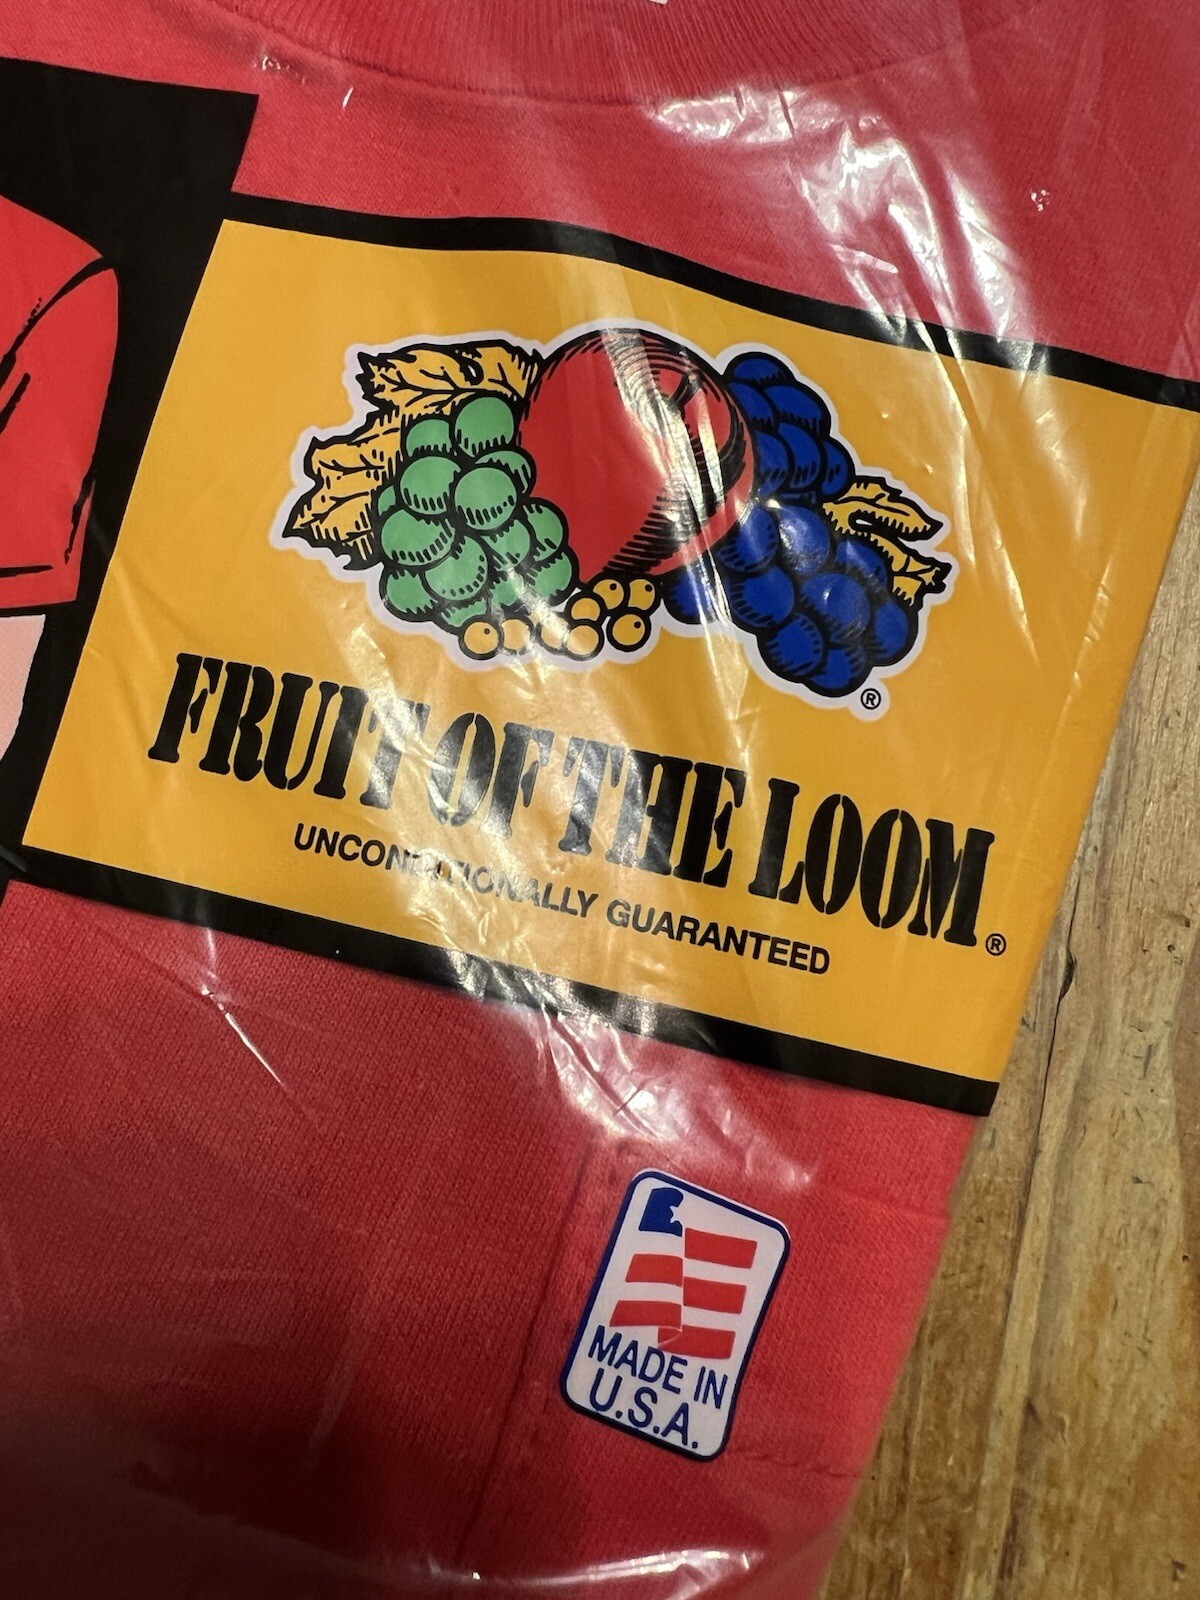 ®
FRUIT OF THE LOOM®
UNCONDITIONALLY GUARANTEED
MADE IN
U.S.A.